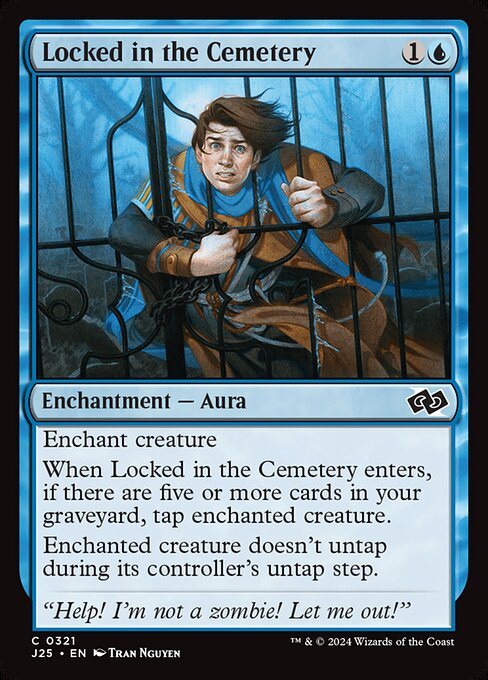 Locked in the Cemetery 1
Enchantment — Aura
Enchant creature
When Locked in the Cemetery enters,
if there are five or more cards in your
graveyard, tap enchanted creature.
Enchanted creature doesn't untap
during its controller's untap step.
“Help! I'm not a zombie! Let me out!”
C 0321
J25 • EN Tran Nguyen
™ & © 2024 Wizards of the Coast